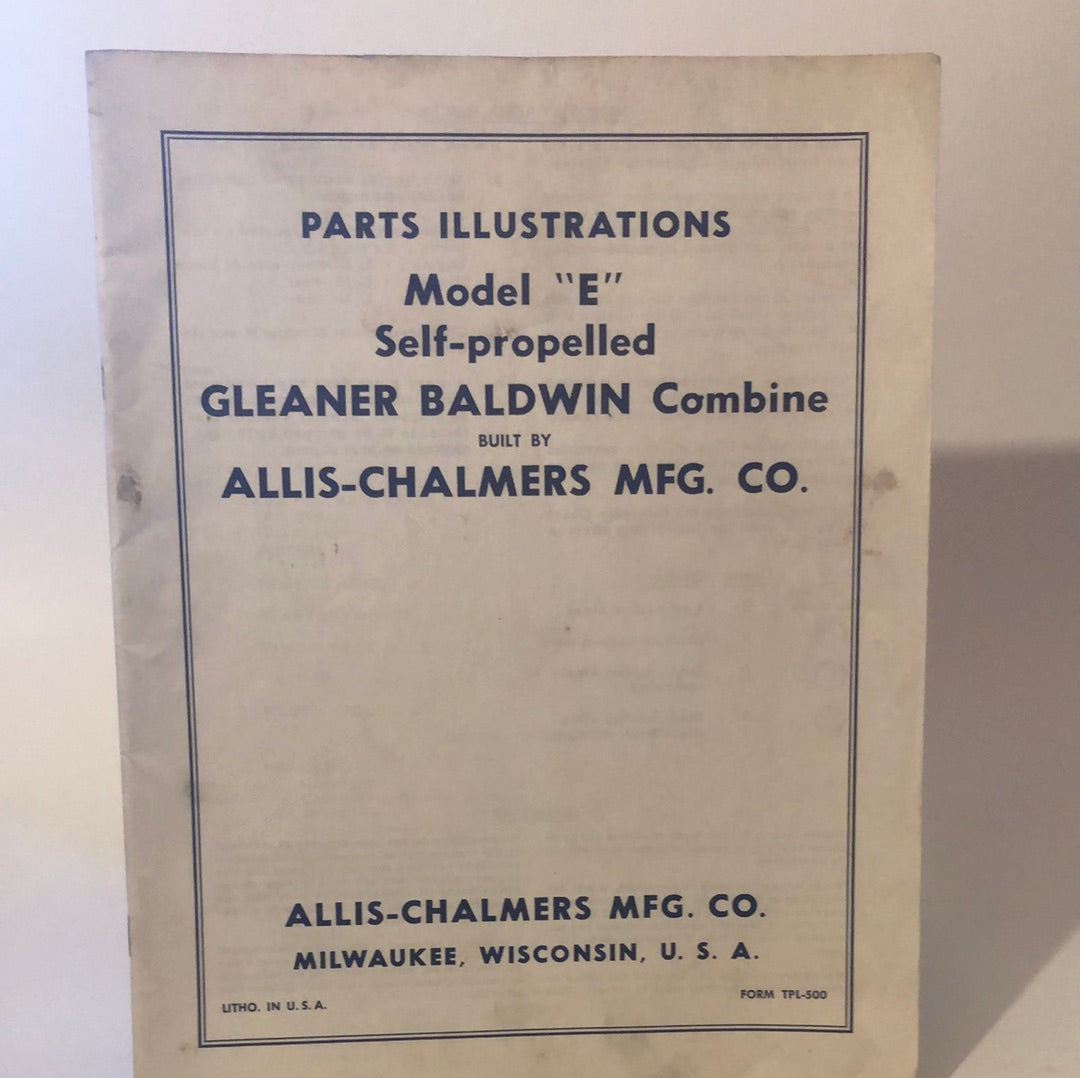 PARTS ILLUSTRATIONS
Model "E"
Self-propelled
GLEANER BALDWIN Combine
BUILT BY
ALLIS-CHALMERS MFG. CO.
ALLIS-CHALMERS MFG. CO.
MILWAUKEE, WISCONSIN, U. S. A.
LITHO. IN U. S. A.
FORM TPL-500